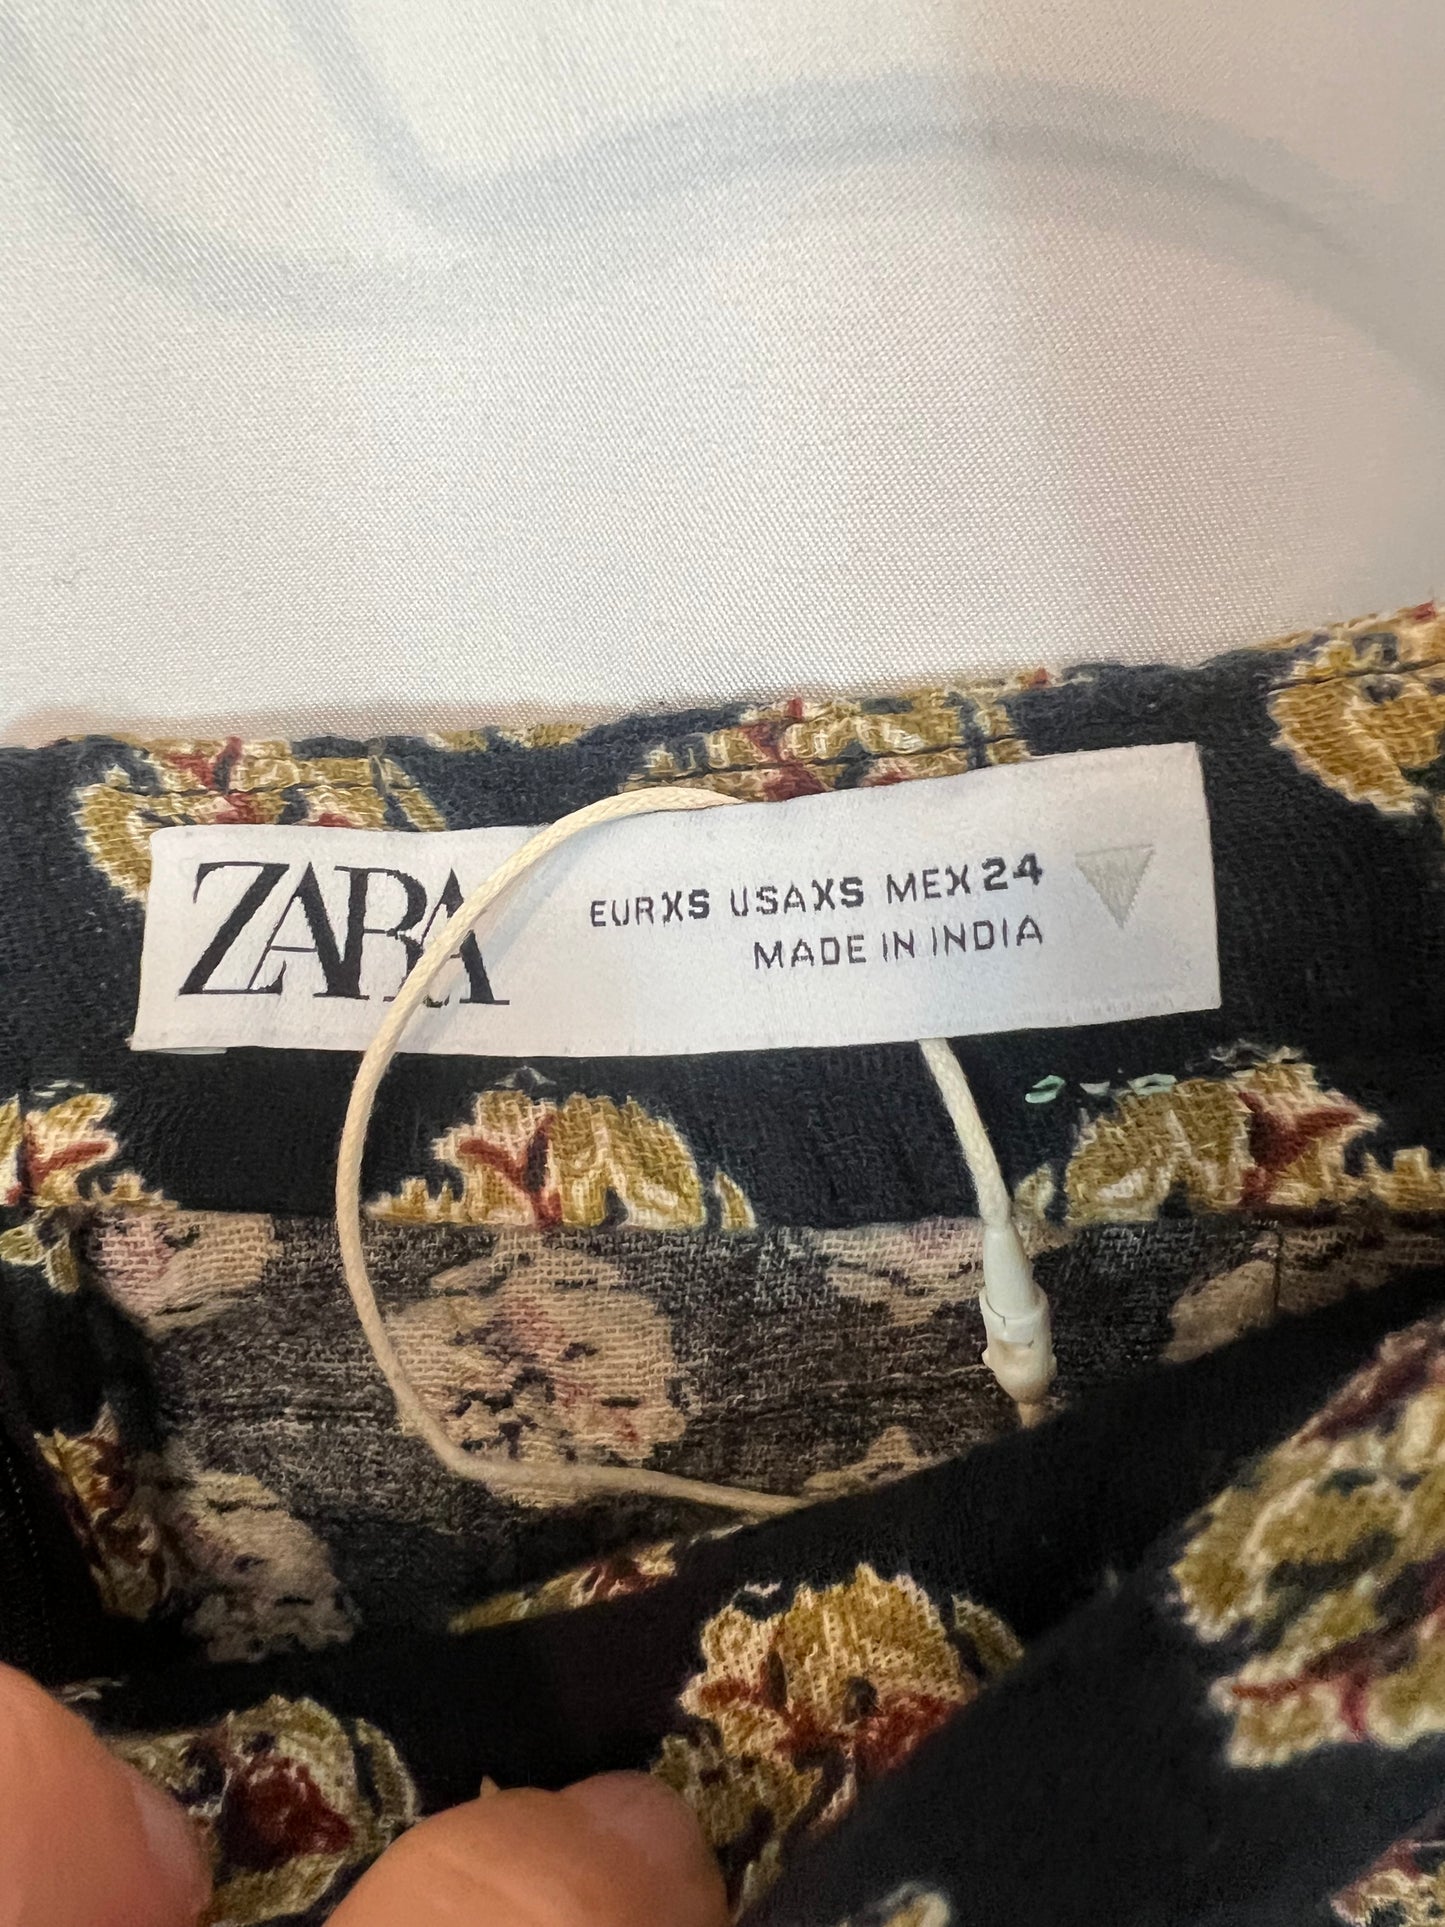 ZARA
EUR XS USA XS MEX 24
MADE IN INDIA